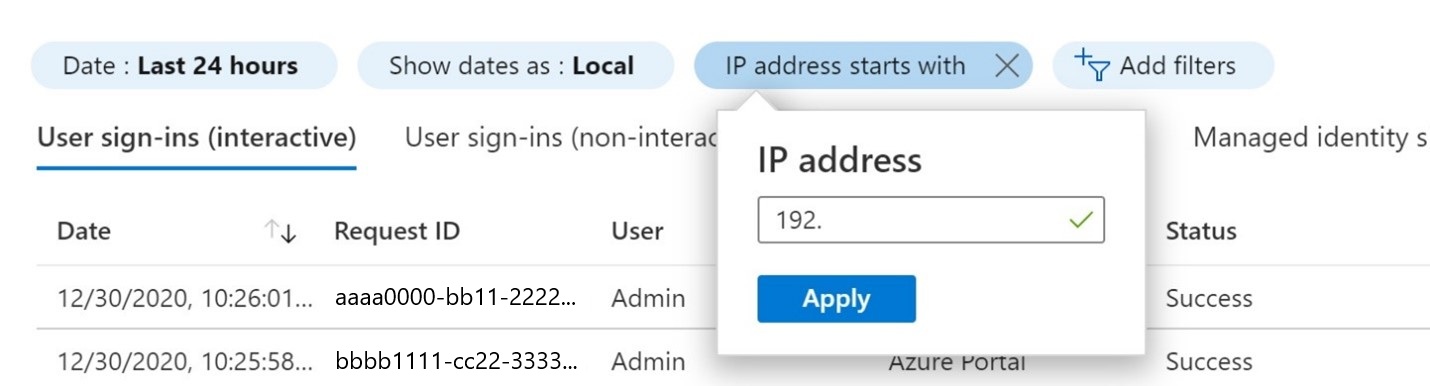 Date : Last 24 hours Show dates as : Local IP address starts with Add filters
User sign-ins (interactive) User sign-ins (non-interac Managed identity s
IP address
192.
Date Request ID User Status
12/30/2020, 10:26:01... aaaa0000-bb11-2222... Admin Success
Apply
12/30/2020, 10:25:58... bbbb1111-cc22-3333... Admin Azure Portal Success